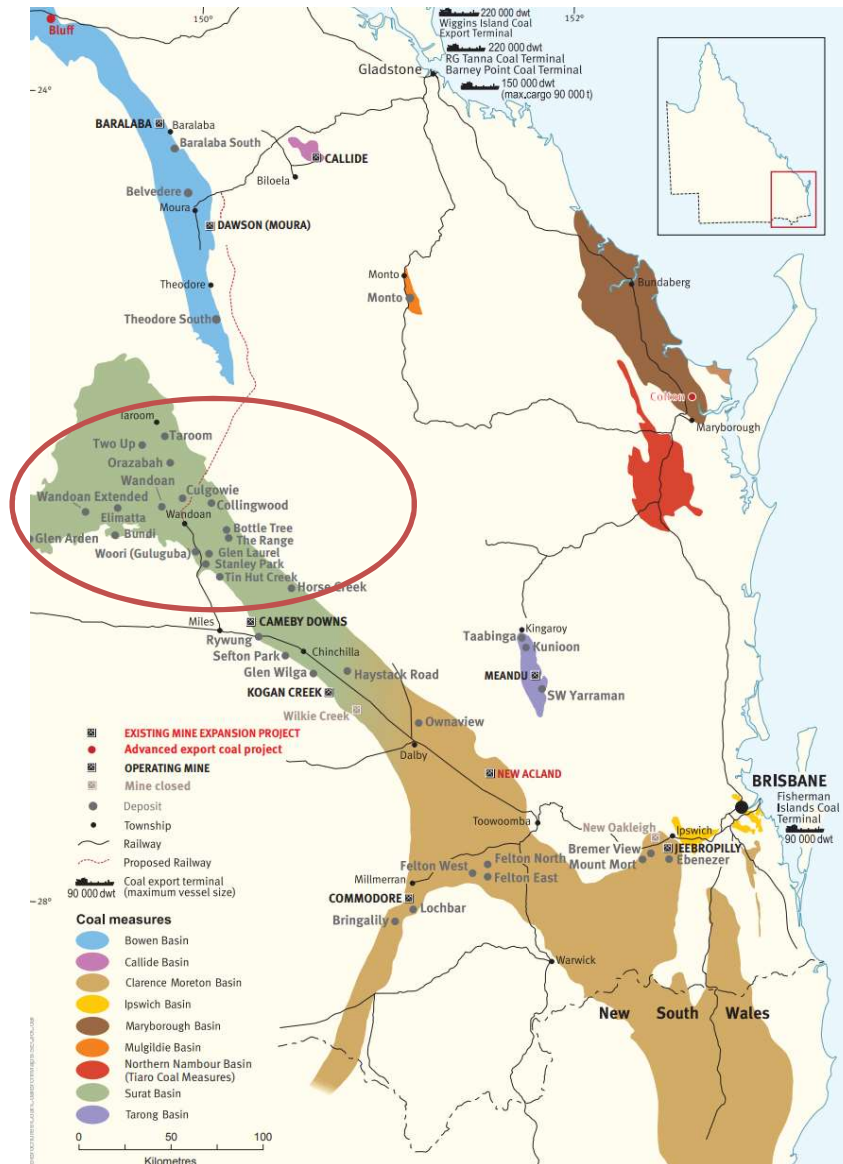 150°
152°
24°
28°
Bluff
220 000 dwt
Wiggins Island Coal
Export Terminal
220 000 dwt
RG Tanna Coal Terminal
Barney Point Coal Terminal
150 000 dwt
(max.cargo 90 000 t)
Gladstone
BARALABA
Baralaba
Baralaba South
CALLIDE
Biloela
Belvedere
Moura
DAWSON (MOURA)
Theodore
Theodore South
Monto
Monto
Bundaberg
Colton
Maryborough
Taroom
Taroom
Two Up
Orazabah
Wandoan
Culgowie
Wandoan Extended
Collingwood
Elimatta
Wandoan
Bottle Tree
Glen Arden
Bundi
The Range
Woori (Guluguba)
Glen Laurel
Stanley Park
Tin Hut Creek
Horse Creek
Miles
CAMEBY DOWNS
Rywung
Sefton Park
Chinchilla
Glen Wilga
Haystack Road
KOGAN CREEK
Wilkie Creek
Ownaview
Dalby
Kingaroy
Taabinga
Kunioon
MEANDU
SW Yarraman
NEW ACLAND
BRISBANE
Fisherman
Islands Coal
Terminal
90 000 dwt
Toowoomba
New Oakleigh
Ipswich
Bremer View
JEEBROPILLY
Mount Mort
Ebenezer
Felton North
Felton West
Felton East
Millmerran
COMMODORE
Lochbar
Bringalily
Warwick
New South Wales
EXISTING MINE EXPANSION PROJECT
Advanced export coal project
OPERATING MINE
Mine closed
Deposit
Township
Railway
Proposed Railway
90 000 dwt
Coal export terminal
(maximum vessel size)
Coal measures
Bowen Basin
Callide Basin
Clarence Moreton Basin
Ipswich Basin
Maryborough Basin
Mulgildie Basin
Northern Nambour Basin
(Tiaro Coal Measures)
Surat Basin
Tarong Basin
0 50 100
Kilometres